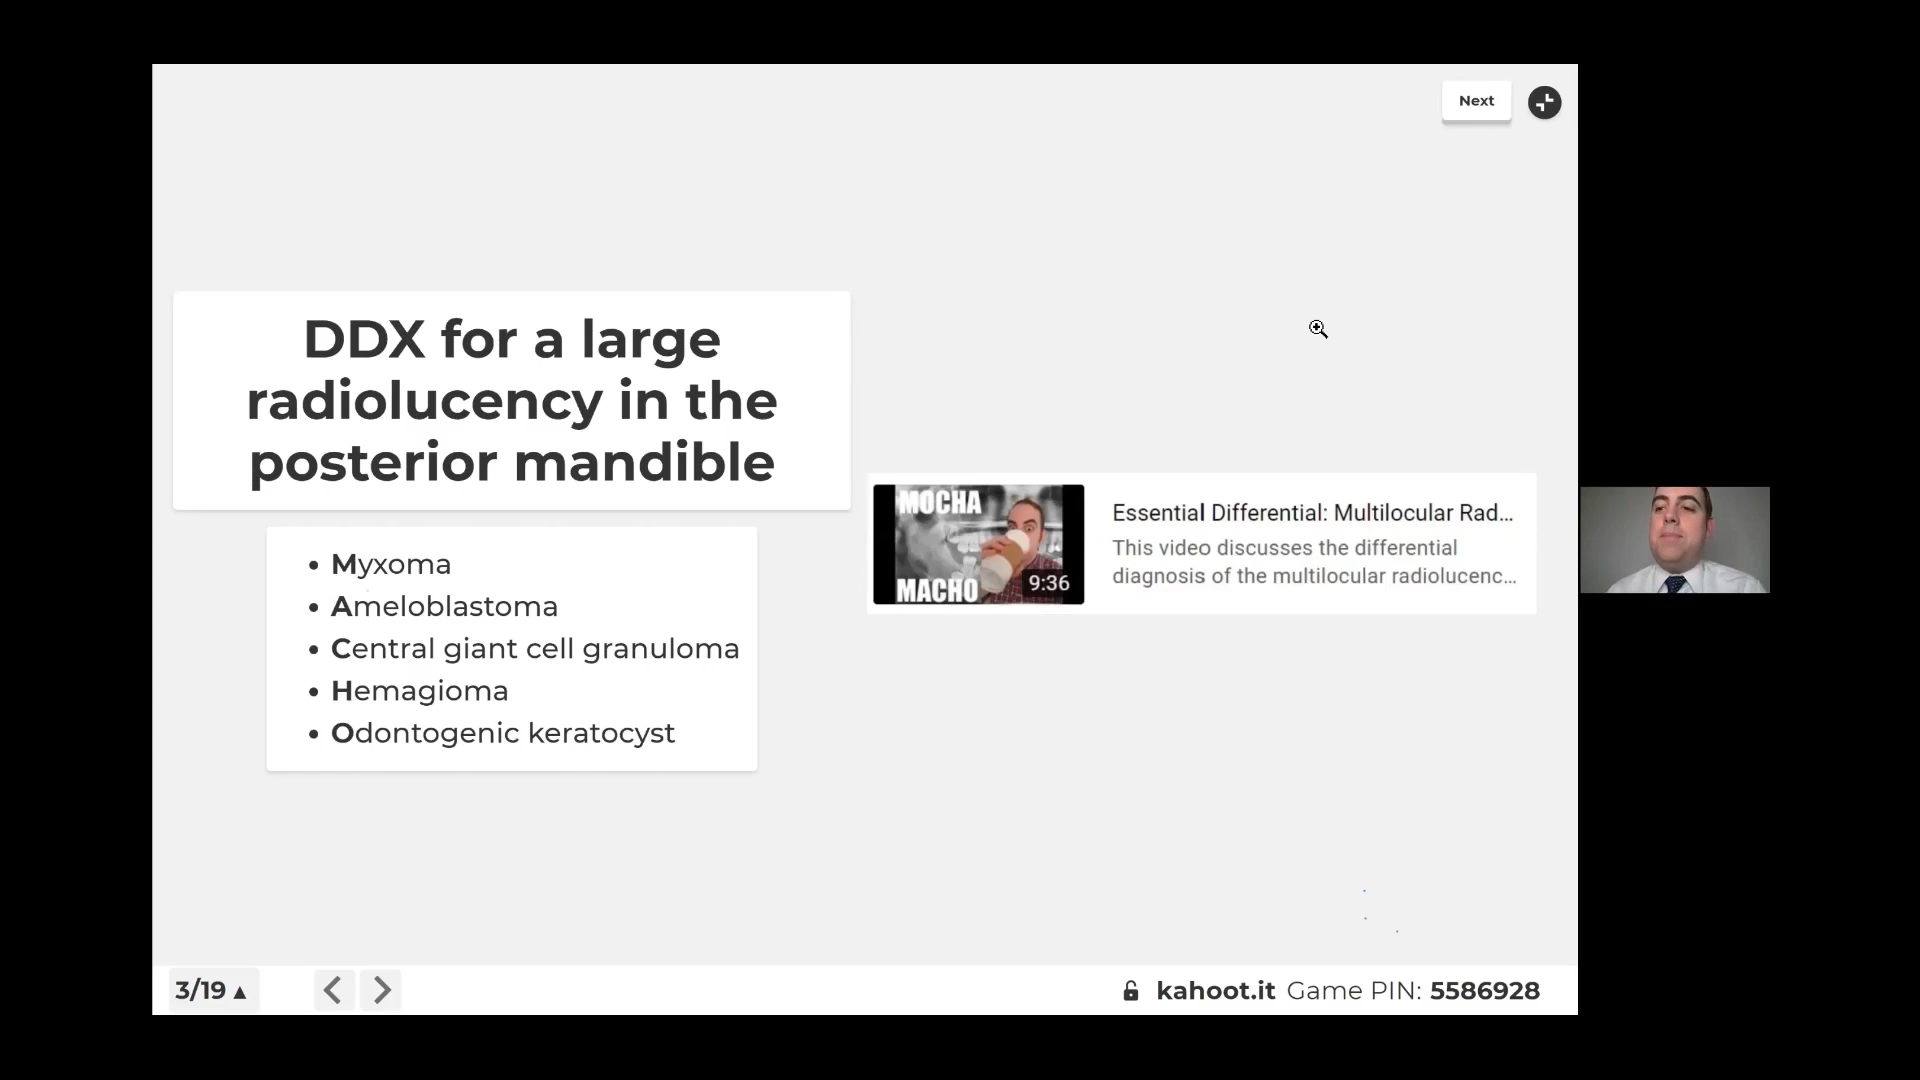 Next
DDX for a large
radiolucency in the
posterior mandible
• Myxoma
• Ameloblastoma
• Central giant cell granuloma
• Hemagioma
• Odontogenic keratocyst
MOCHA
MACHO
9:36
Essential Differential: Multilocular Rad...
This video discusses the differential
diagnosis of the multilocular radiolucenc...
3/19 ▲
kahoot.it Game PIN: 5586928